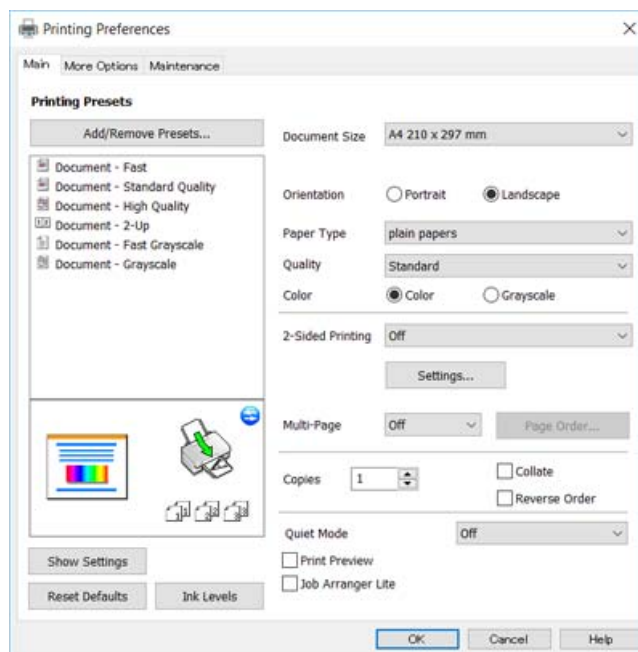 Printing Preferences
Main More Options Maintenance
Printing Presets
Add/Remove Presets...
Document - Fast
Document - Standard Quality
Document - High Quality
Document - 2-Up
Document - Fast Grayscale
Document - Grayscale
Show Settings
Reset Defaults Ink Levels
Document Size A4 210 x 297 mm
Orientation Portrait Landscape
Paper Type plain papers
Quality Standard
Color Color Grayscale
2-Sided Printing Off
Settings...
Multi-Page Off Page Order...
Copies 1 Collate
Reverse Order
Quiet Mode Off
Print Preview
Job Arranger Lite
OK Cancel Help